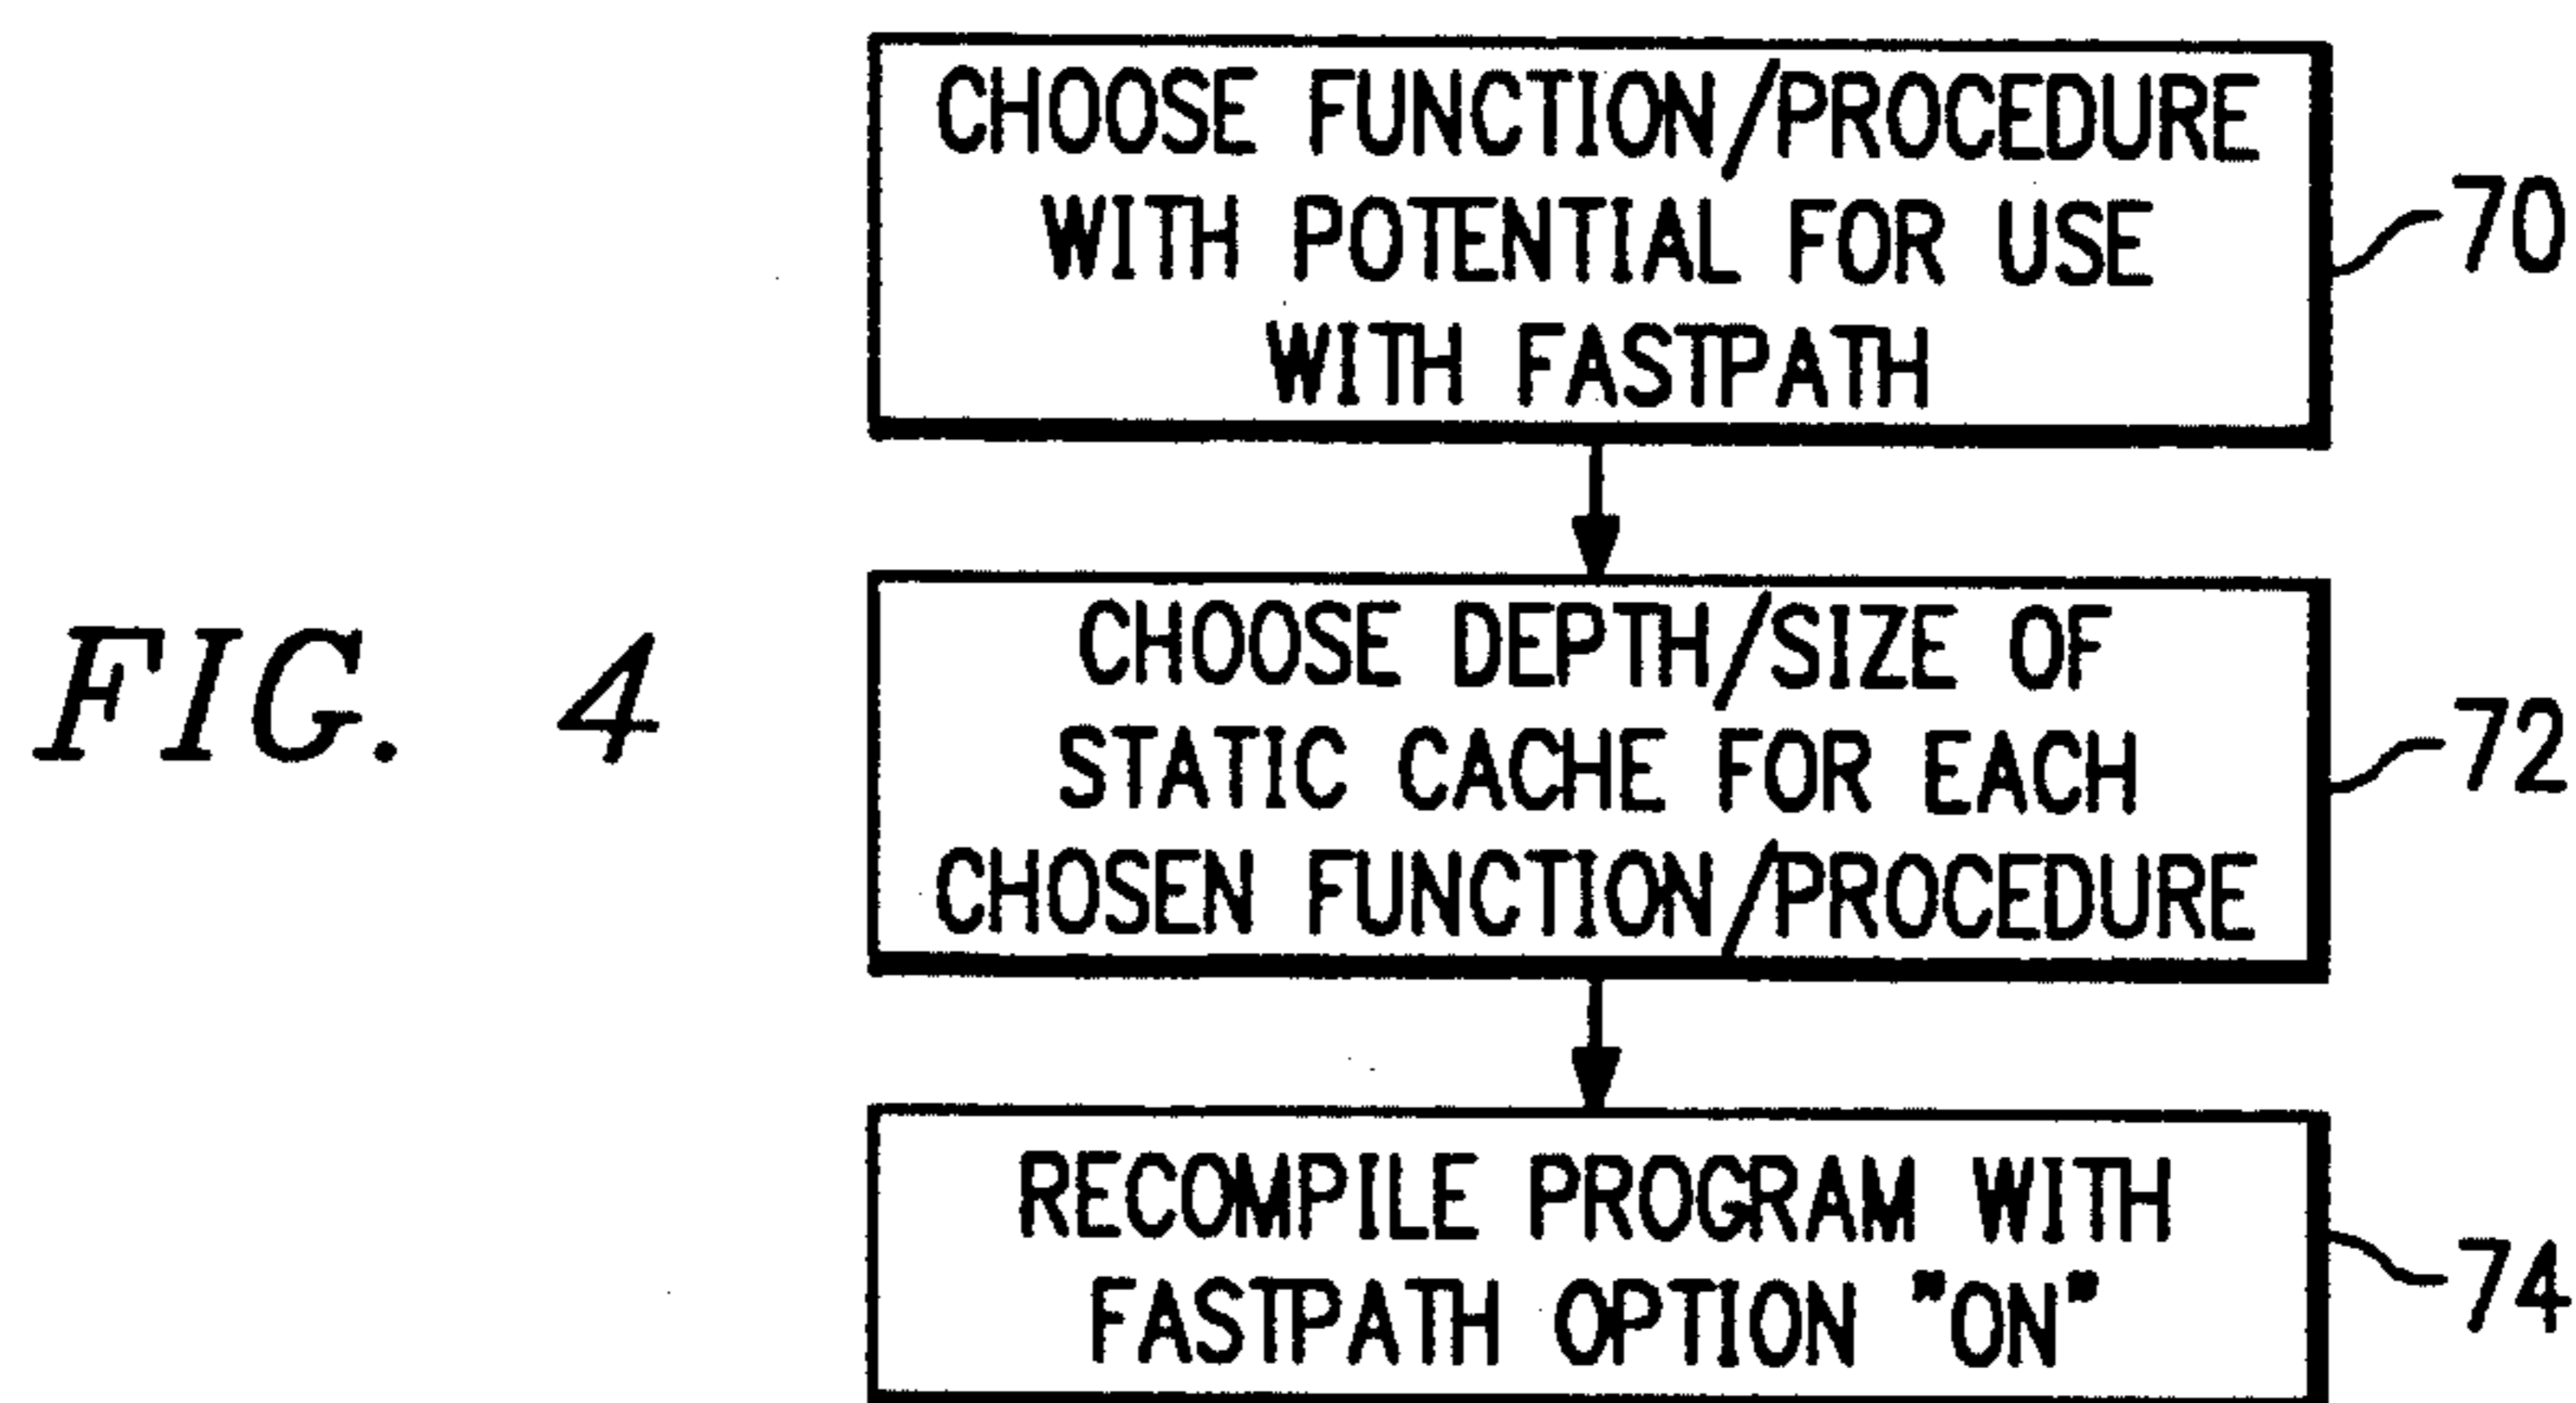 CHOOSE FUNCTION/PROCEDURE
WITH POTENTIAL FOR USE
WITH FASTPATH
70
FIG. 4
CHOOSE DEPTH/SIZE OF
STATIC CACHE FOR EACH
CHOSEN FUNCTION/PROCEDURE
72
RECOMPILE PROGRAM WITH
FASTPATH OPTION "ON"
74